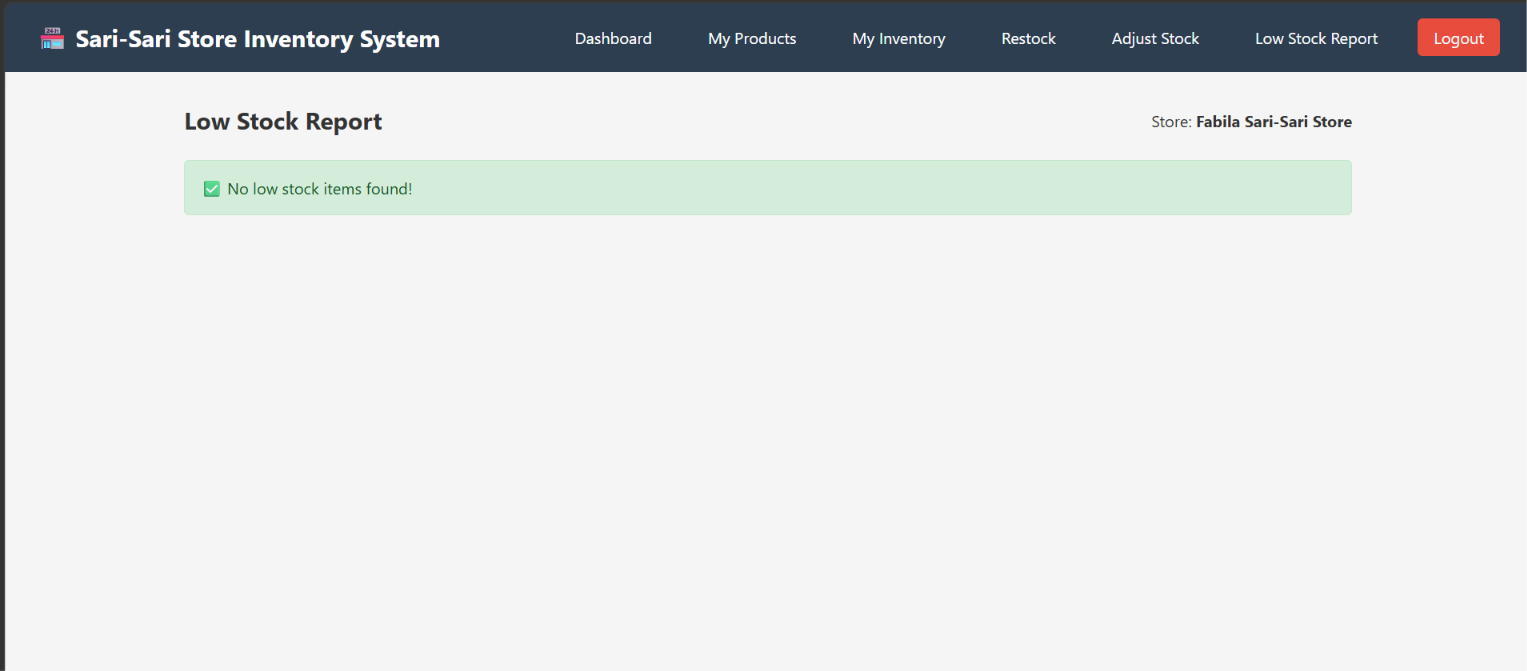 Sari-Sari Store Inventory System
Dashboard
My Products
My Inventory
Restock
Adjust Stock
Low Stock Report
Logout
Low Stock Report
Store: Fabila Sari-Sari Store
No low stock items found!